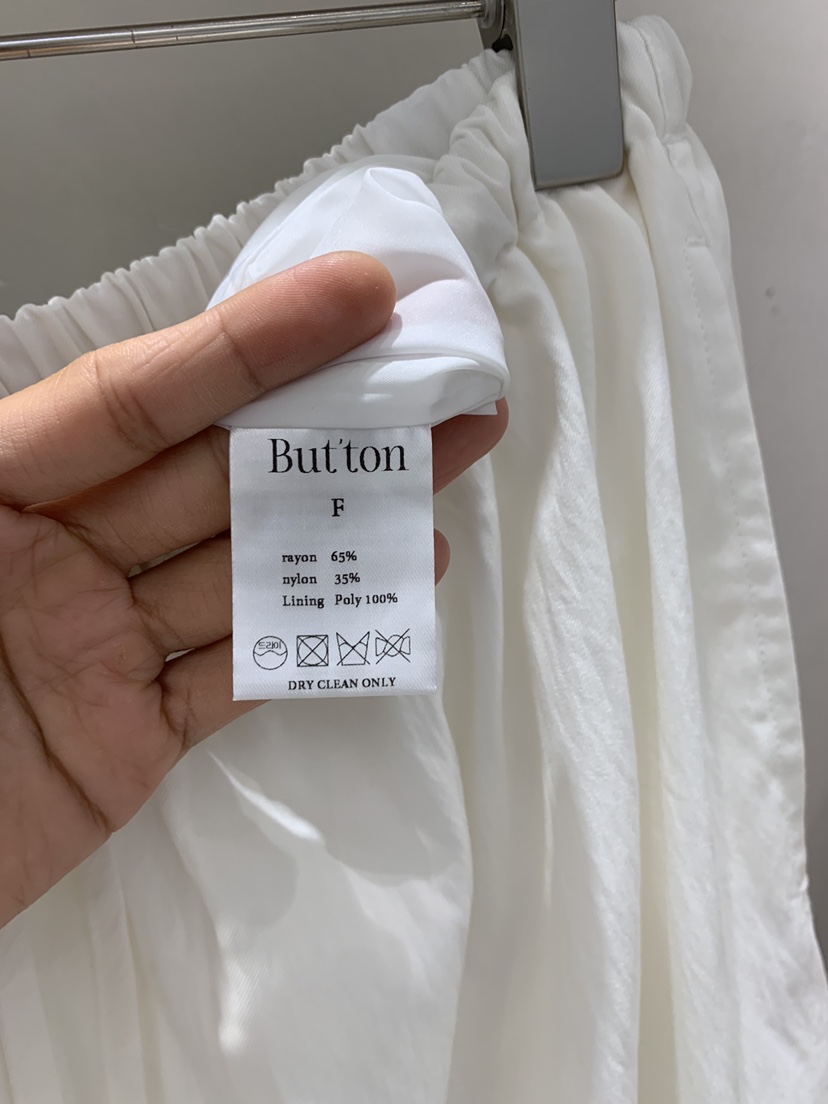 But'ton
F
rayon 65%
nylon 35%
Lining Poly 100%
드라이
DRY CLEAN ONLY